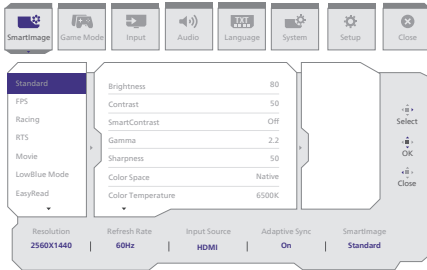 SmartImage
Game Mode
Input
Audio
TXT
Language
System
Setup
Close
Standard
FPS
Racing
RTS
Movie
LowBlue Mode
EasyRead
Brightness 80
Contrast 50
SmartContrast Off
Gamma 2.2
Sharpness 50
Color Space Native
Color Temperature 6500K
Select
OK
Close
Resolution
2560X1440
Refresh Rate
60Hz
Input Source
HDMI
Adaptive Sync
On
SmartImage
Standard